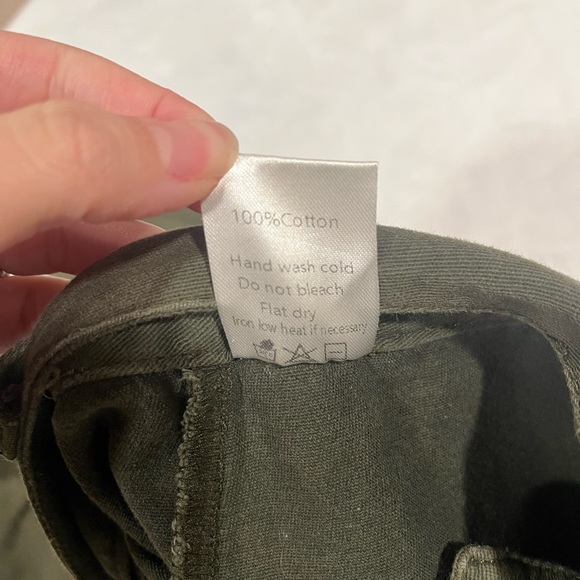 100%Cotton
Hand wash cold
Do not bleach
Flat dry
Iron low heat if necessary